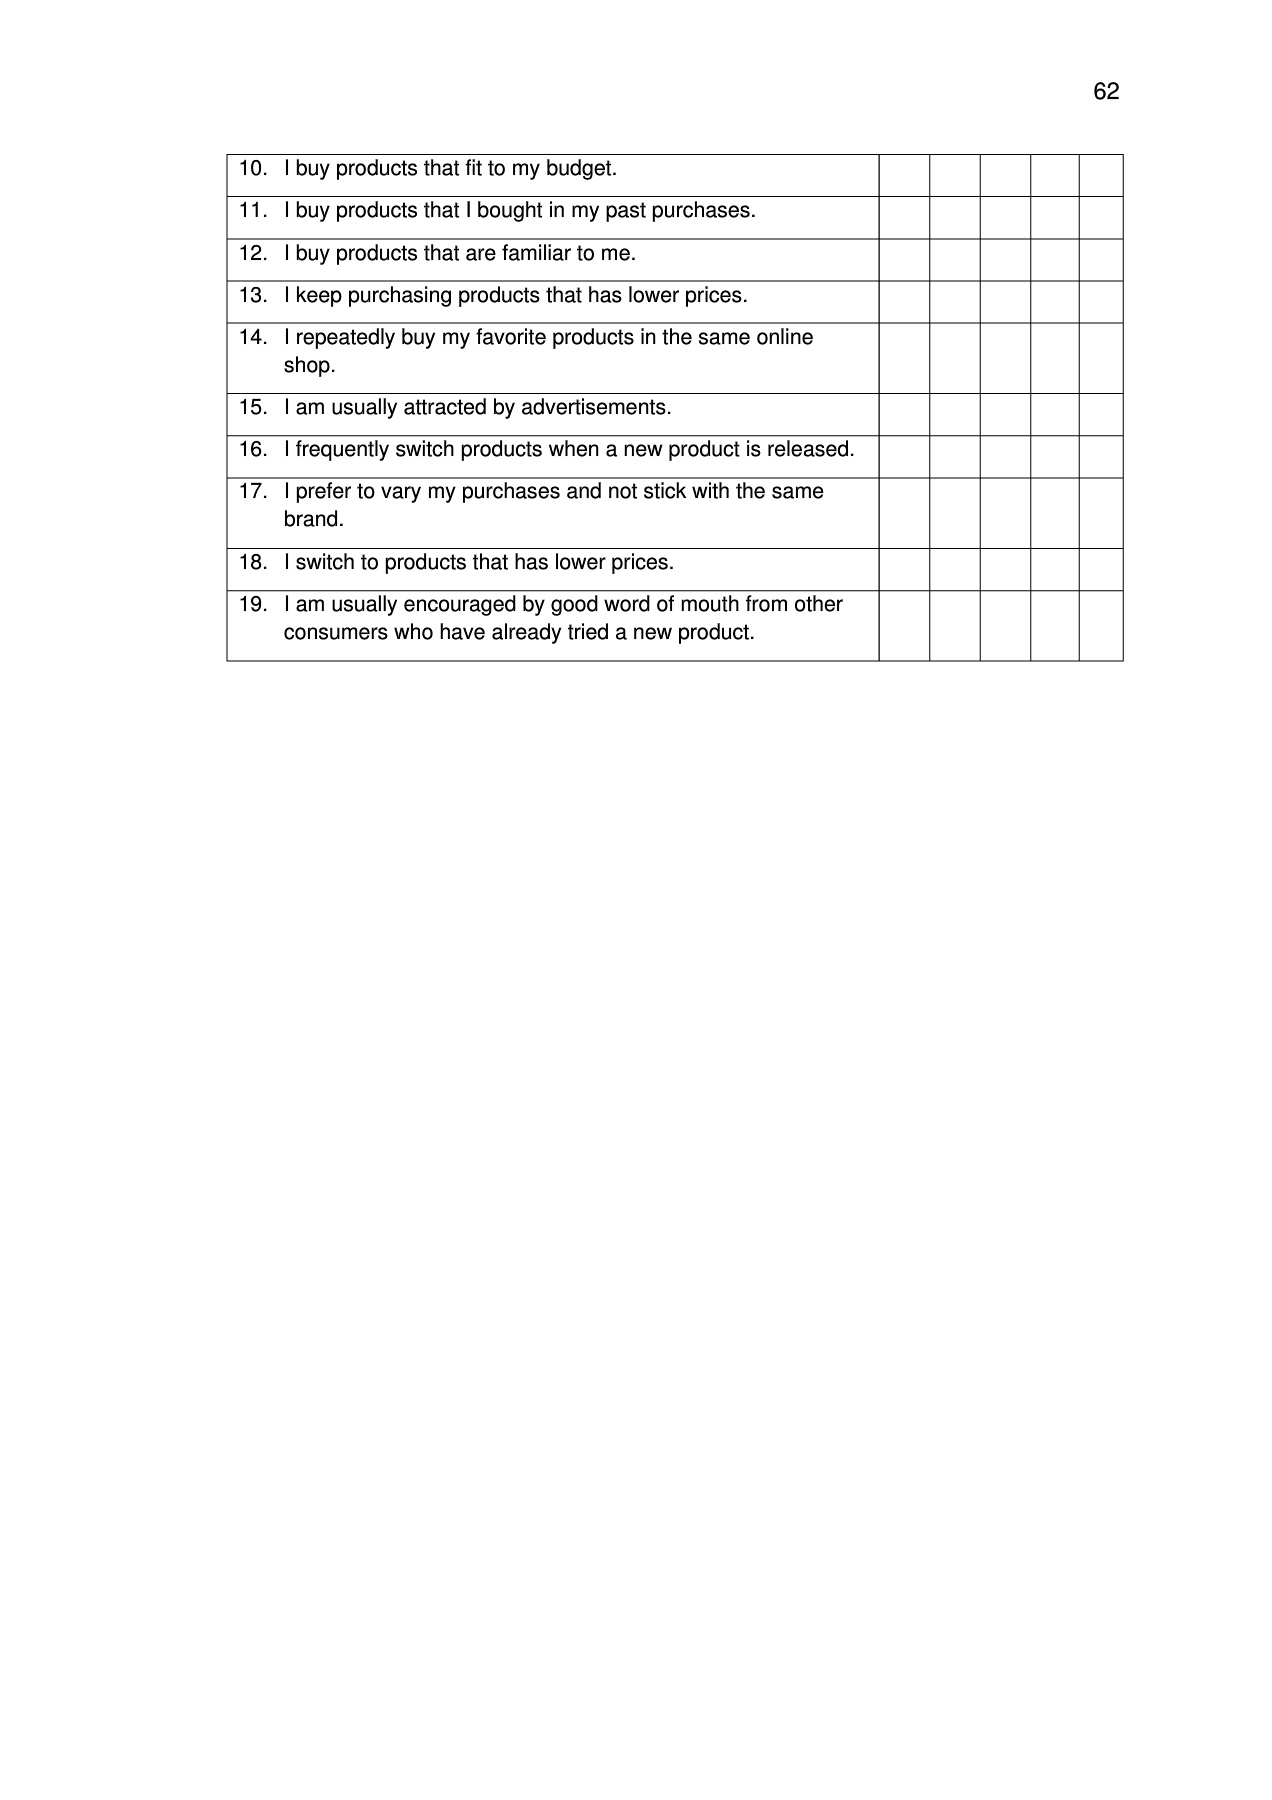 62
10. I buy products that fit to my budget.
11. I buy products that I bought in my past purchases.
12. I buy products that are familiar to me.
13. I keep purchasing products that has lower prices.
14. I repeatedly buy my favorite products in the same online
shop.
15. I am usually attracted by advertisements.
16. I frequently switch products when a new product is released.
17. I prefer to vary my purchases and not stick with the same
brand.
18. I switch to products that has lower prices.
19. I am usually encouraged by good word of mouth from other
consumers who have already tried a new product.